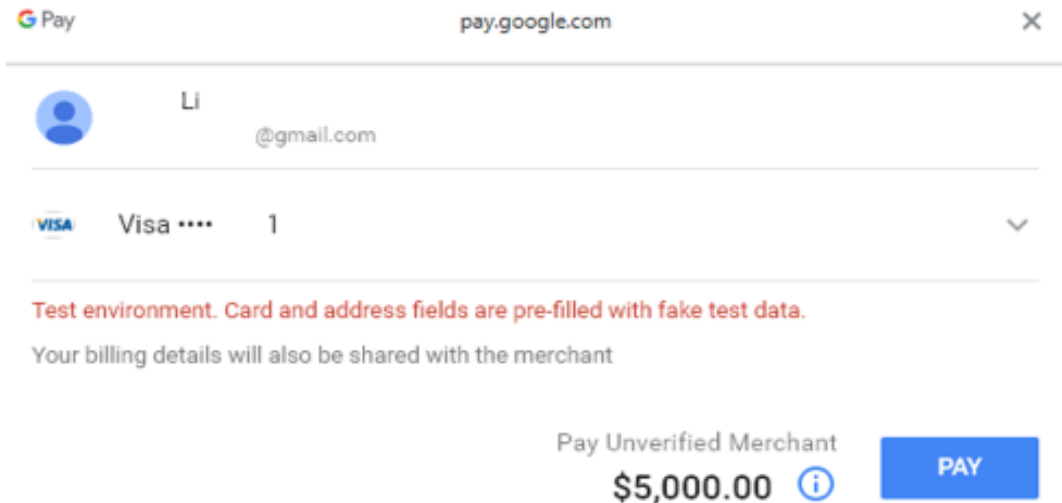 G Pay pay.google.com
Li
@gmail.com
VISA Visa •••• 1
Test environment. Card and address fields are pre-filled with fake test data.
Your billing details will also be shared with the merchant
Pay Unverified Merchant
$5,000.00
PAY